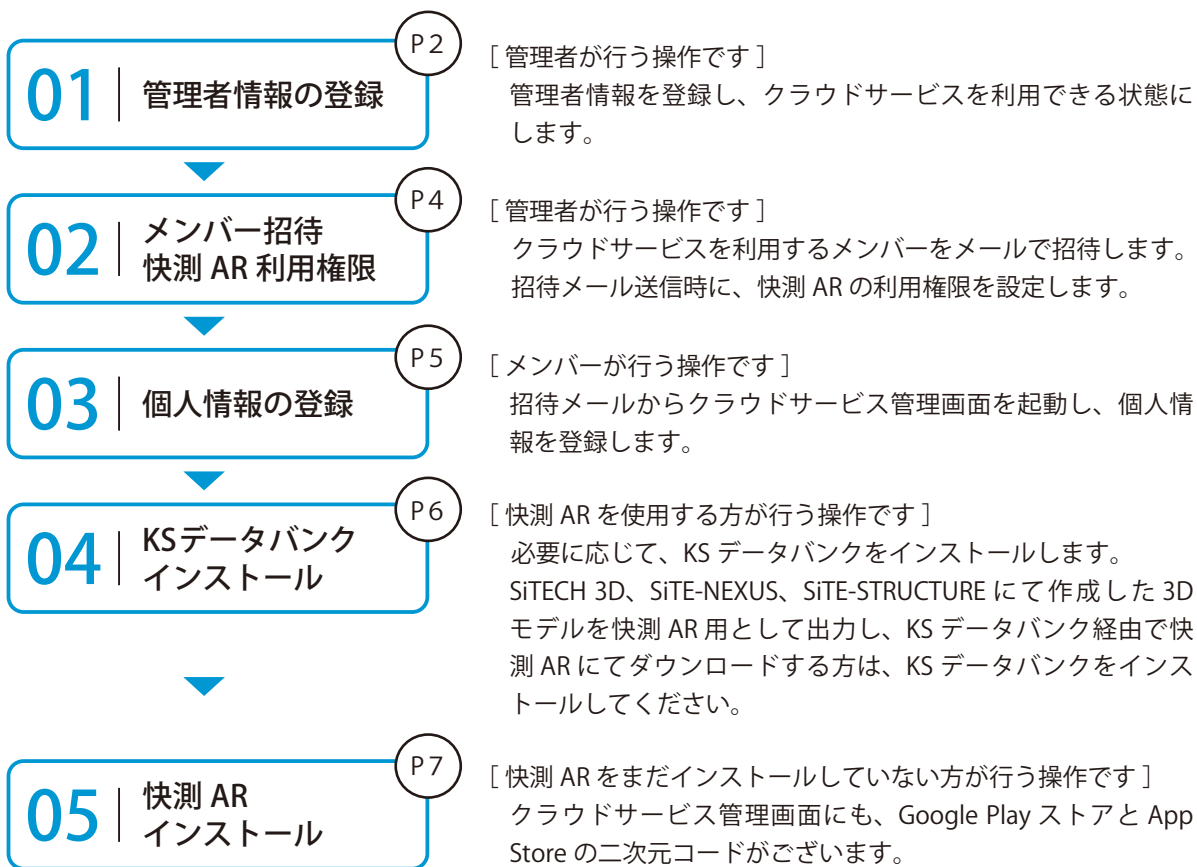 P2
01 管理者情報の登録
[ 管理者が行う操作です ]
管理者情報を登録し、クラウドサービスを利用できる状態に
します。
P4
02 メンバー招待
快測 AR 利用権限
[ 管理者が行う操作です ]
クラウドサービスを利用するメンバーをメールで招待します。
招待メール送信時に、快測 AR の利用権限を設定します。
P5
03 個人情報の登録
[ メンバーが行う操作です ]
招待メールからクラウドサービス管理画面を起動し、個人情
報を登録します。
P6
04 KSデータバンク
インストール
[ 快測 AR を使用する方が行う操作です ]
必要に応じて、KS データバンクをインストールします。
SiTECH 3D、SiTE-NEXUS、SiTE-STRUCTURE にて作成した 3D
モデルを快測 AR 用として出力し、KS データバンク経由で快
測 AR にてダウンロードする方は、KS データバンクをインス
トールしてください。
P7
05 快測 AR
インストール
[ 快測 AR をまだインストールしていない方が行う操作です ]
クラウドサービス管理画面にも、Google Play ストアと App
Store の二次元コードがございます。